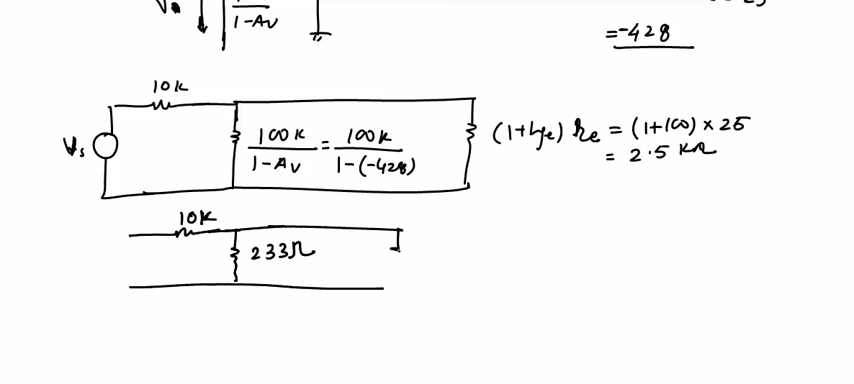 1-Av
=-428
10K
Vs
100K / 1-Av = 100K / 1-(-428)
(1+hfe) re = (1+100) × 25
= 2.5 KΩ
10K
233Ω